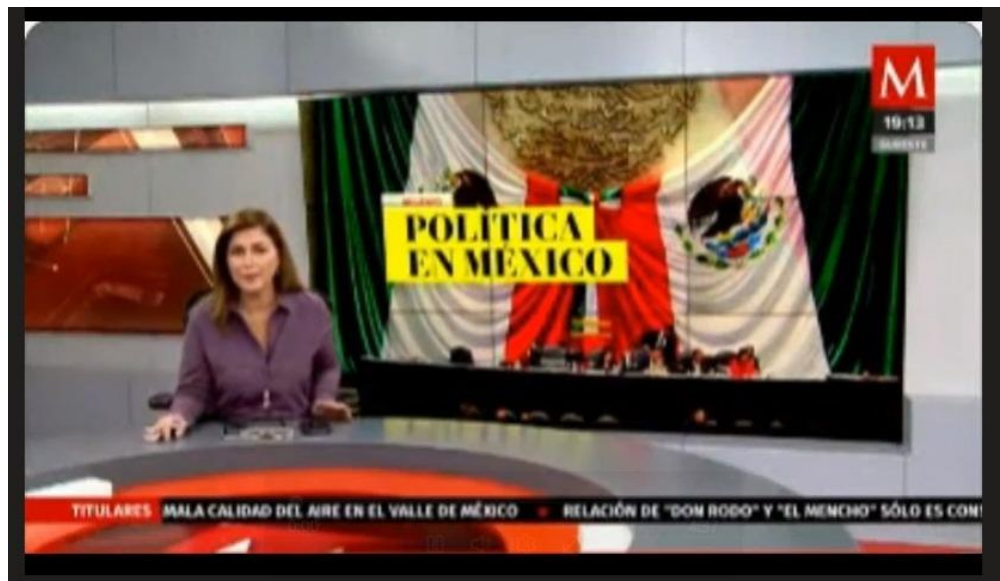 M
19:13
POLÍTICA
EN MÉXICO
TITULARES MALA CALIDAD DEL AIRE EN EL VALLE DE MÉXICO RELACIÓN DE "DON RODO" Y "EL MENCHO" SÓLO ES CON